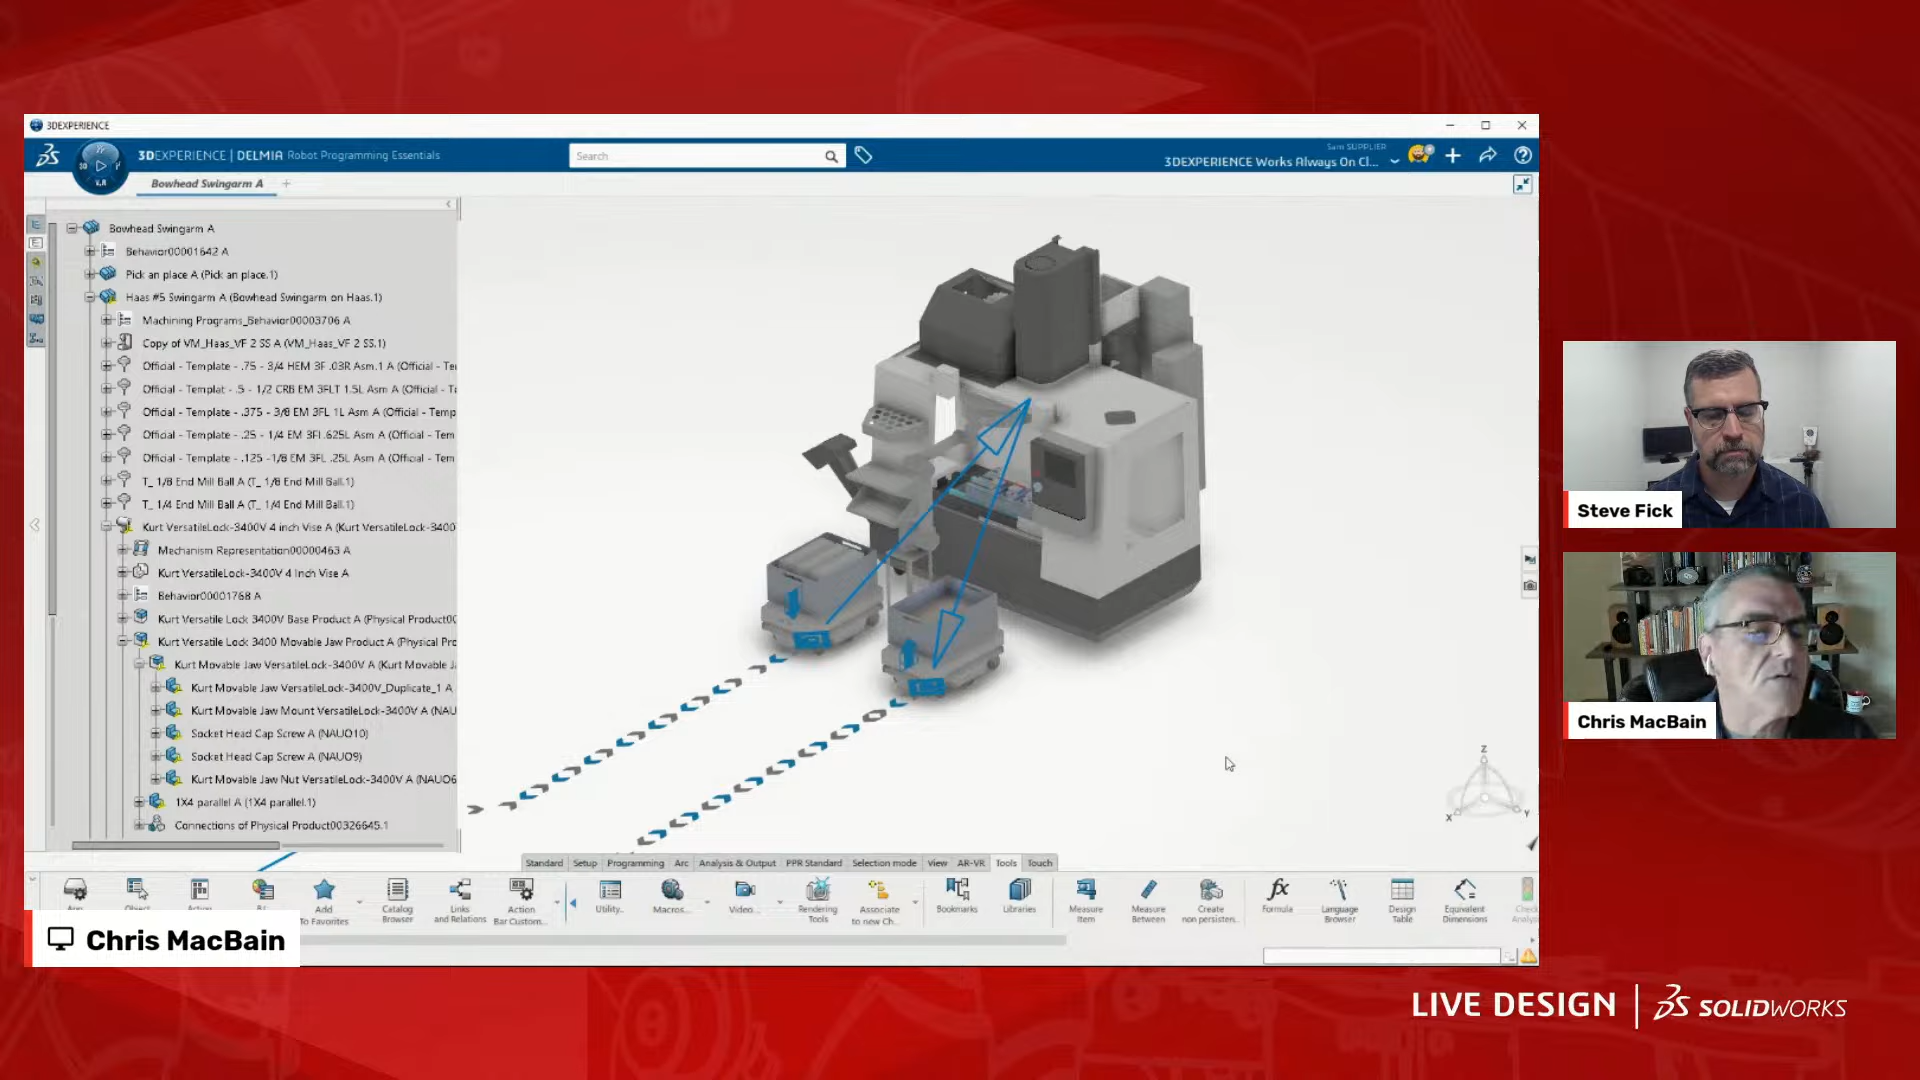 3DEXPERIENCE
3DEXPERIENCE | DELMIA Robot Programming Essentials
Search
Sam SUPPLIER
3DEXPERIENCE Works Always On Cl...
Bowhead Swingarm A
Bowhead Swingarm A
Behavior00001642 A
Pick an place A (Pick an place.1)
Haas #5 Swingarm A (Bowhead Swingarm on Haas.1)
Machining Programs_Behavior00003706 A
Copy of VM_Haas_VF 2 SS A (VM_Haas_VF 2 SS.1)
Official - Template - .75 - 3/4 HEM 3F .03R Asm.1 A (Official - Te
Official - Templat - .5 - 1/2 CRB EM 3FLT 1.5L Asm A (Official - Te
Official - Template - .375 - 3/8 EM 3FL 1L Asm A (Official - Temp
Official - Template - .25 - 1/4 EM 3Fl .625L Asm A (Official - Tem
Official - Template - .125 -1/8 EM 3FL .25L Asm A (Official - Tem
T_ 1/8 End Mill Ball A (T_ 1/8 End Mill Ball.1)
T_ 1/4 End Mill Ball A (T_ 1/4 End Mill Ball.1)
Kurt VersatileLock-3400V 4 inch Vise A (Kurt VersatileLock-3400
Mechanism Representation00000463 A
Kurt VersatileLock-3400V 4 Inch Vise A
Behavior00001768 A
Kurt Versatile Lock 3400V Base Product A (Physical Product00
Kurt Versatile Lock 3400 Movable Jaw Product A (Physical Pro
Kurt Movable Jaw VersatileLock-3400V A (Kurt Movable J
Kurt Movable Jaw VersatileLock-3400V_Duplicate_1 A
Kurt Movable Jaw Mount VersatileLock-3400V A (NAU
Socket Head Cap Screw A (NAUO10)
Socket Head Cap Screw A (NAUO9)
Kurt Movable Jaw Nut VersatileLock-3400V A (NAUO6
1X4 parallel A (1X4 parallel.1)
Connections of Physical Product00326645.1
Z
X
Y
Standard Setup Programming Arc Analysis & Output PPR Standard Selection mode View AR-VR Tools Touch
Add
To Favorites
Catalog
Browser
Links
and Relations
Action
Bar Custom...
Utility..
Macros...
Video...
Rendering
Tools
Associate
to new Ch...
Bookmarks
Libraries
Measure
Item
Measure
Between
Create
non persisten..
fx
Formula
Language
Browser
Design
Table
Equivalent
Dimensions
Chris MacBain
Steve Fick
Chris MacBain
LIVE DESIGN | SOLIDWORKS